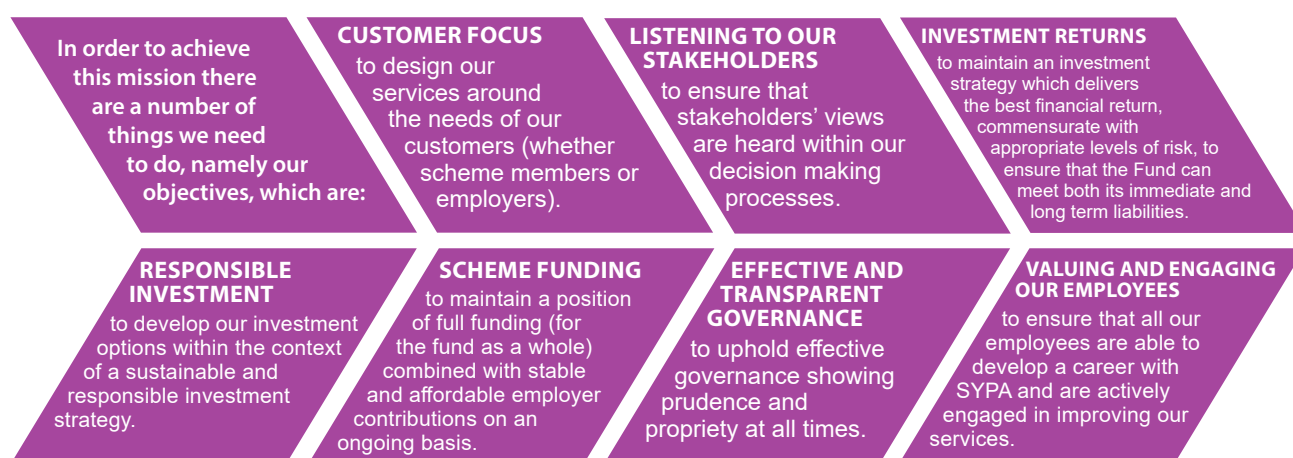 In order to achieve
this mission there
are a number of
things we need
to do, namely our
objectives, which are:
CUSTOMER FOCUS
to design our
services around
the needs of our
customers (whether
scheme members or
employers).
LISTENING TO OUR
STAKEHOLDERS
to ensure that
stakeholders’ views
are heard within our
decision making
processes.
INVESTMENT RETURNS
to maintain an investment
strategy which delivers
the best financial return,
commensurate with
appropriate levels of risk, to
ensure that the Fund can
meet both its immediate and
long term liabilities.
RESPONSIBLE
INVESTMENT
to develop our investment
options within the context
of a sustainable and
responsible investment
strategy.
SCHEME FUNDING
to maintain a position
of full funding (for
the fund as a whole)
combined with stable
and affordable employer
contributions on an
ongoing basis.
EFFECTIVE AND
TRANSPARENT
GOVERNANCE
to uphold effective
governance showing
prudence and
propriety at all times.
VALUING AND ENGAGING
OUR EMPLOYEES
to ensure that all our
employees are able to
develop a career with
SYPA and are actively
engaged in improving our
services.